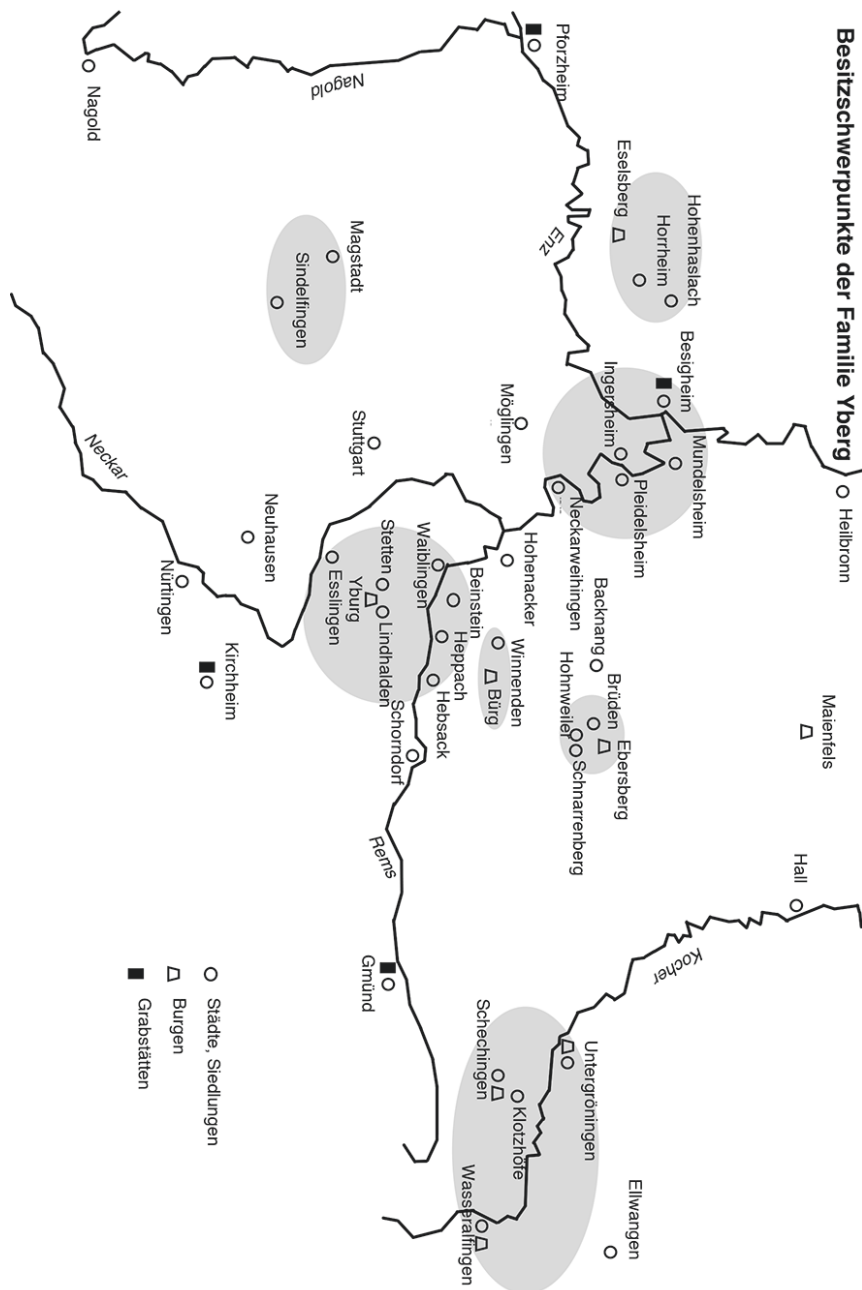 Besitzschwerpunkte der Familie Yberg
Heilbronn
Maienfels
Hall
Hohenhaslach
Horrheim
Eselsberg
Besigheim
Mundelsheim
Ingersheim
Pleidelsheim
Neckarweihingen
Pforzheim
Enz
Backnang
Brüden
Ebersberg
Hohnweiler
Schnarrenberg
Kocher
Untergröningen
Ellwangen
Möglingen
Hohenacker
Winnenden
Bürg
Schechingen
Klotzhöfe
Wasseralfingen
Nagold
Magstadt
Sindelfingen
Stuttgart
Waiblingen
Beinstein
Heppach
Hebsack
Stetten
Yburg
Lindhalden
Esslingen
Schorndorf
Rems
Gmünd
Nagold
Neckar
Neuhausen
Nürtingen
Kirchheim
Städte, Siedlungen
Burgen
Grabstätten